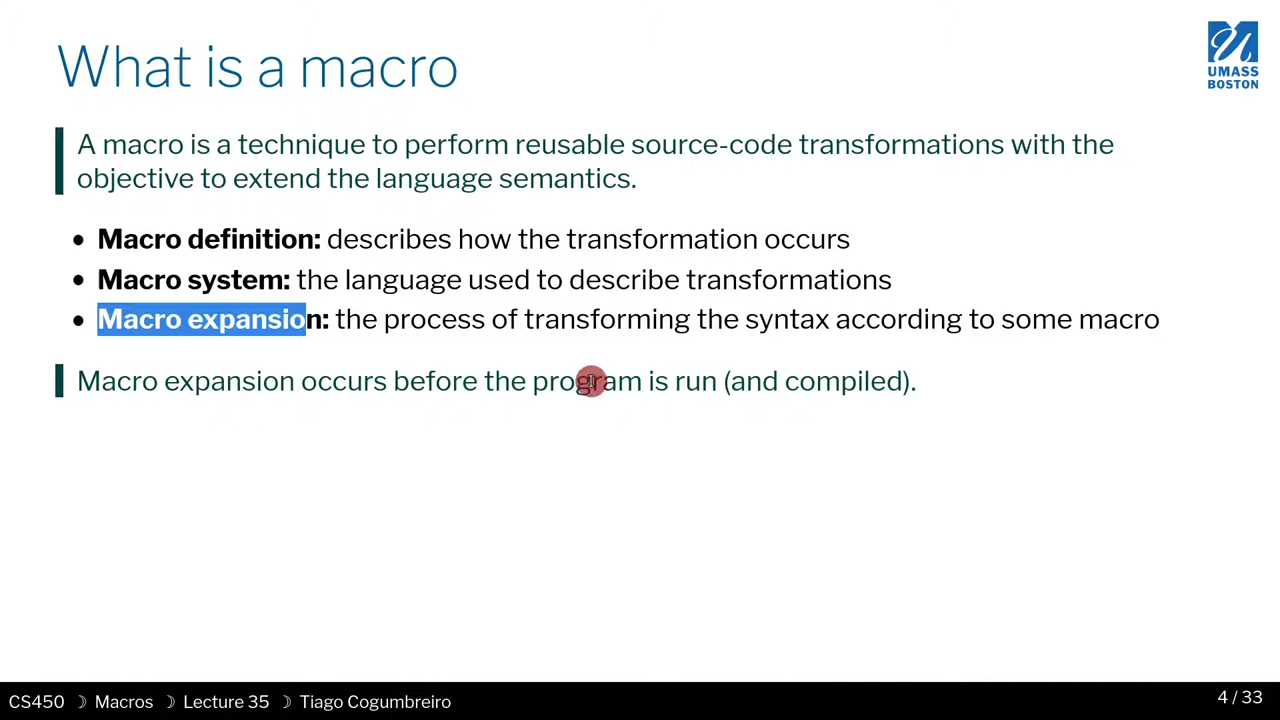 What is a macro
UMASS
BOSTON
A macro is a technique to perform reusable source-code transformations with the
objective to extend the language semantics.
• Macro definition: describes how the transformation occurs
• Macro system: the language used to describe transformations
• Macro expansion: the process of transforming the syntax according to some macro
Macro expansion occurs before the program is run (and compiled).
CS450 ☽ Macros ☽ Lecture 35 ☽ Tiago Cogumbreiro
4 / 33